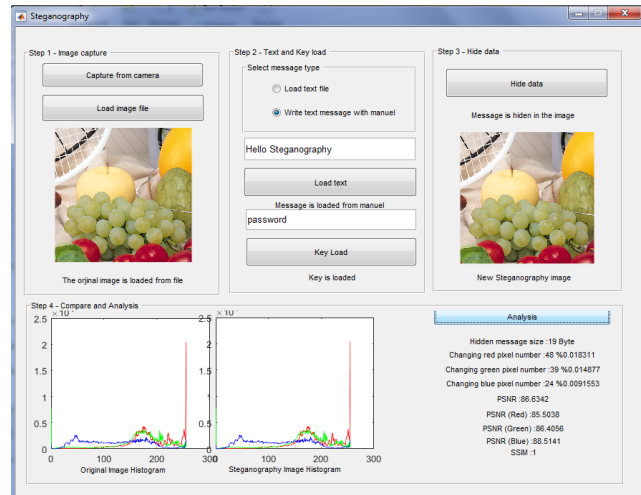 Steganography
Step 1 - Image capture
Capture from camera
Load image file
The orjinal image is loaded from file
Step 2 - Text and Key load
Select message type
Load text file
Write text message with manuel
Hello Steganography
Load text
Message is loaded from manuel
password
Key Load
Key is loaded
Step 3 - Hide data
Hide data
Message is hiden in the image
New Steganography image
Step 4 - Compare and Analysis
2.5
2
1.5
1
0.5
0
0 100 200 300
Original Image Histogram
2.5
2
1.5
1
0.5
0
0 100 200 300
Steganography Image Histogram
Analysis
Hidden message size :19 Byte
Changing red pixel number :48 %0.018311
Changing green pixel number :39 %0.014877
Changing blue pixel number :24 %0.0091553
PSNR :86.6342
PSNR (Red) :85.5038
PSNR (Green) :86.4056
PSNR (Blue) :88.5141
SSIM :1